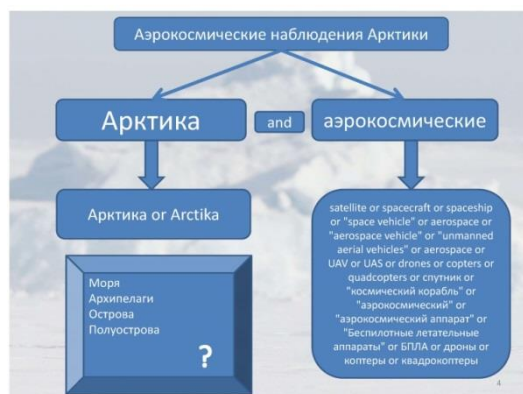 Аэрокосмические наблюдения Арктики
Арктика
and
аэрокосмические
Арктика or Arctika
Моря
Архипелаги
Острова
Полуострова
?
satellite or spacecraft or spaceship
or "space vehicle" or aerospace or
"aerospace vehicle" or "unmanned
aerial vehicles" or aerospace or
UAV or UAS or drones or copters or
quadcopters or спутник or
"космический корабль" or
"аэрокосмический" or
"аэрокосмический аппарат" or
"Беспилотные летательные
аппараты" or БПЛА or дроны or
коптеры or квадрокоптеры
4